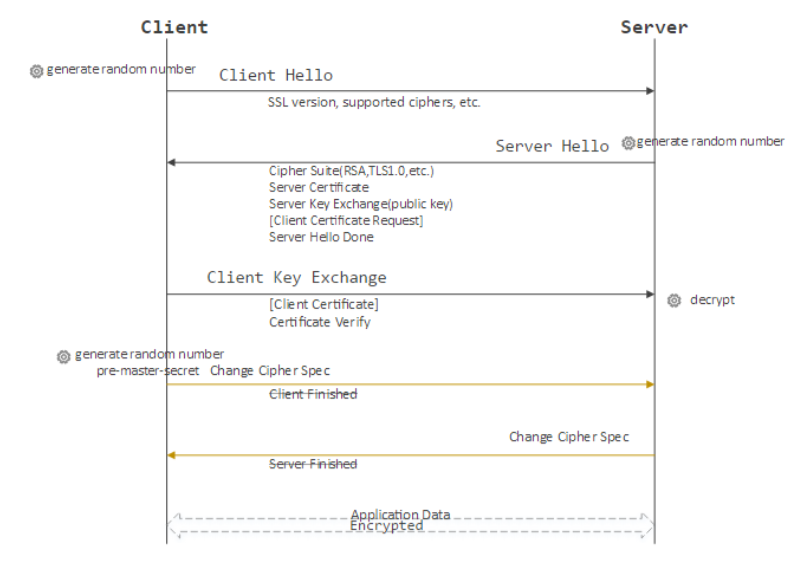 Client
Server
generate random number
Client Hello
SSL version, supported ciphers, etc.
Server Hello
generate random number
Cipher Suite(RSA,TLS1.0,etc.)
Server Certificate
Server Key Exchange(public key)
[Client Certificate Request]
Server Hello Done
Client Key Exchange
[Client Certificate]
Certificate Verify
decrypt
generate random number
pre-master-secret
Change Cipher Spec
Client Finished
Change Cipher Spec
Server Finished
Application Data
Encrypted